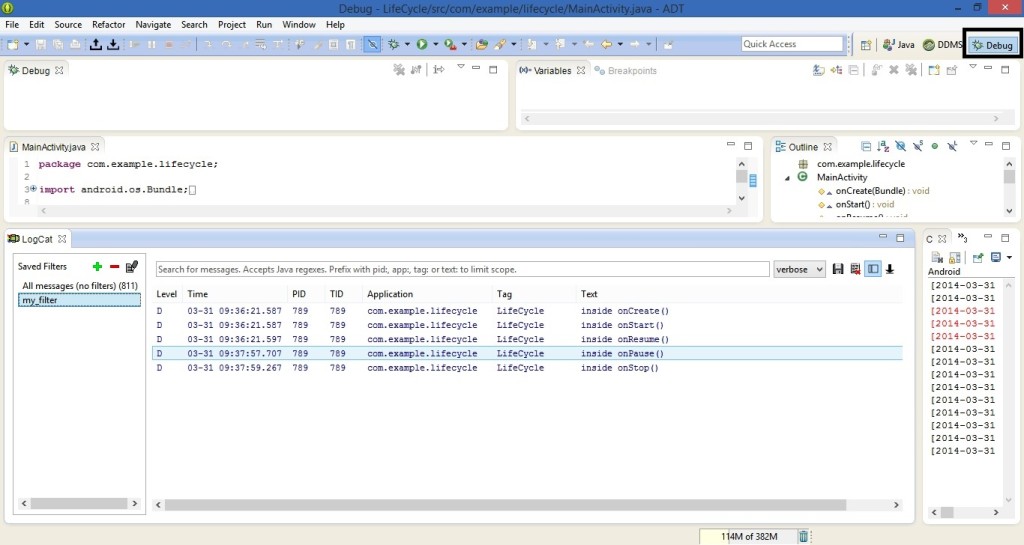 Debug - LifeCycle/src/com/example/lifecycle/MainActivity.java - ADT
File Edit Source Refactor Navigate Search Project Run Window Help
Quick Access Java DDMS Debug
Debug
Variables Breakpoints
MainActivity.java
1 package com.example.lifecycle;
2
3 import android.os.Bundle;
8
Outline
com.example.lifecycle
MainActivity
onCreate(Bundle) : void
onStart() : void
onResume() : void
LogCat
Saved Filters
All messages (no filters) (811)
my_filter
Search for messages. Accepts Java regexes. Prefix with pid:, app:, tag: or text: to limit scope. verbose
Level Time PID TID Application Tag Text
D 03-31 09:36:21.587 789 789 com.example.lifecycle LifeCycle inside onCreate()
D 03-31 09:36:21.587 789 789 com.example.lifecycle LifeCycle inside onStart()
D 03-31 09:36:21.597 789 789 com.example.lifecycle LifeCycle inside onResume()
D 03-31 09:37:57.707 789 789 com.example.lifecycle LifeCycle inside onPause()
D 03-31 09:37:59.267 789 789 com.example.lifecycle LifeCycle inside onStop()
C 3
Android
[2014-03-31
[2014-03-31
[2014-03-31
[2014-03-31
[2014-03-31
[2014-03-31
[2014-03-31
[2014-03-31
[2014-03-31
[2014-03-31
[2014-03-31
[2014-03-31
[2014-03-31
[2014-03-31
114M of 382M